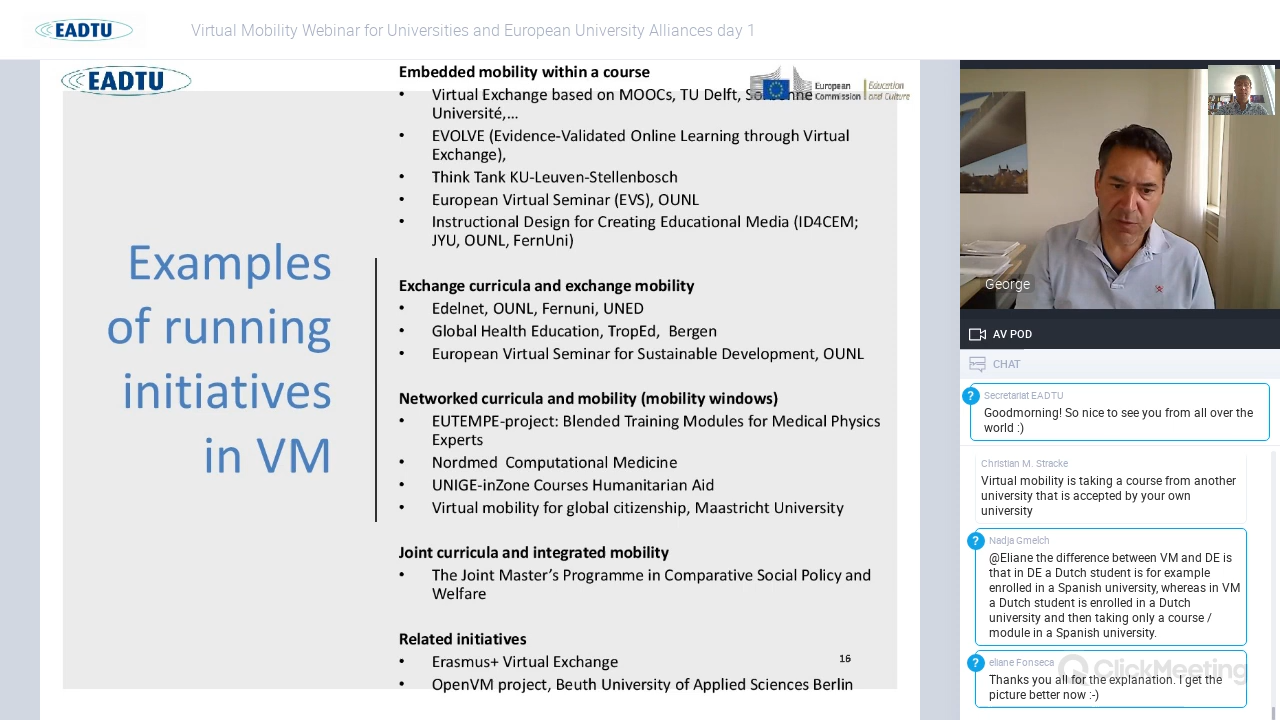 EADTU
Virtual Mobility Webinar for Universities and European University Alliances day 1
EADTU
European
Commission
Education
and Culture
Examples
of running
initiatives
in VM
Embedded mobility within a course
• Virtual Exchange based on MOOCs, TU Delft, Sorbonne
Université,...
• EVOLVE (Evidence-Validated Online Learning through Virtual
Exchange),
• Think Tank KU-Leuven-Stellenbosch
• European Virtual Seminar (EVS), OUNL
• Instructional Design for Creating Educational Media (ID4CEM;
JYU, OUNL, FernUni)
Exchange curricula and exchange mobility
• Edelnet, OUNL, Fernuni, UNED
• Global Health Education, TropEd, Bergen
• European Virtual Seminar for Sustainable Development, OUNL
Networked curricula and mobility (mobility windows)
• EUTEMPE-project: Blended Training Modules for Medical Physics
Experts
• Nordmed Computational Medicine
• UNIGE-inZone Courses Humanitarian Aid
• Virtual mobility for global citizenship, Maastricht University
Joint curricula and integrated mobility
• The Joint Master's Programme in Comparative Social Policy and
Welfare
Related initiatives
• Erasmus+ Virtual Exchange
• OpenVM project, Beuth University of Applied Sciences Berlin
16
George
AV POD
CHAT
? Secretariat EADTU
Goodmorning! So nice to see you from all over the
world :)
Christian M. Stracke
Virtual mobility is taking a course from another
university that is accepted by your own
university
? Nadja Gmelch
@Eliane the difference between VM and DE is
that in DE a Dutch student is for example
enrolled in a Spanish university, whereas in VM
a Dutch student is enrolled in a Dutch
university and then taking only a course /
module in a Spanish university.
? eliane Fonseca
Thanks you all for the explanation. I get the
picture better now :-)
ClickMeeting